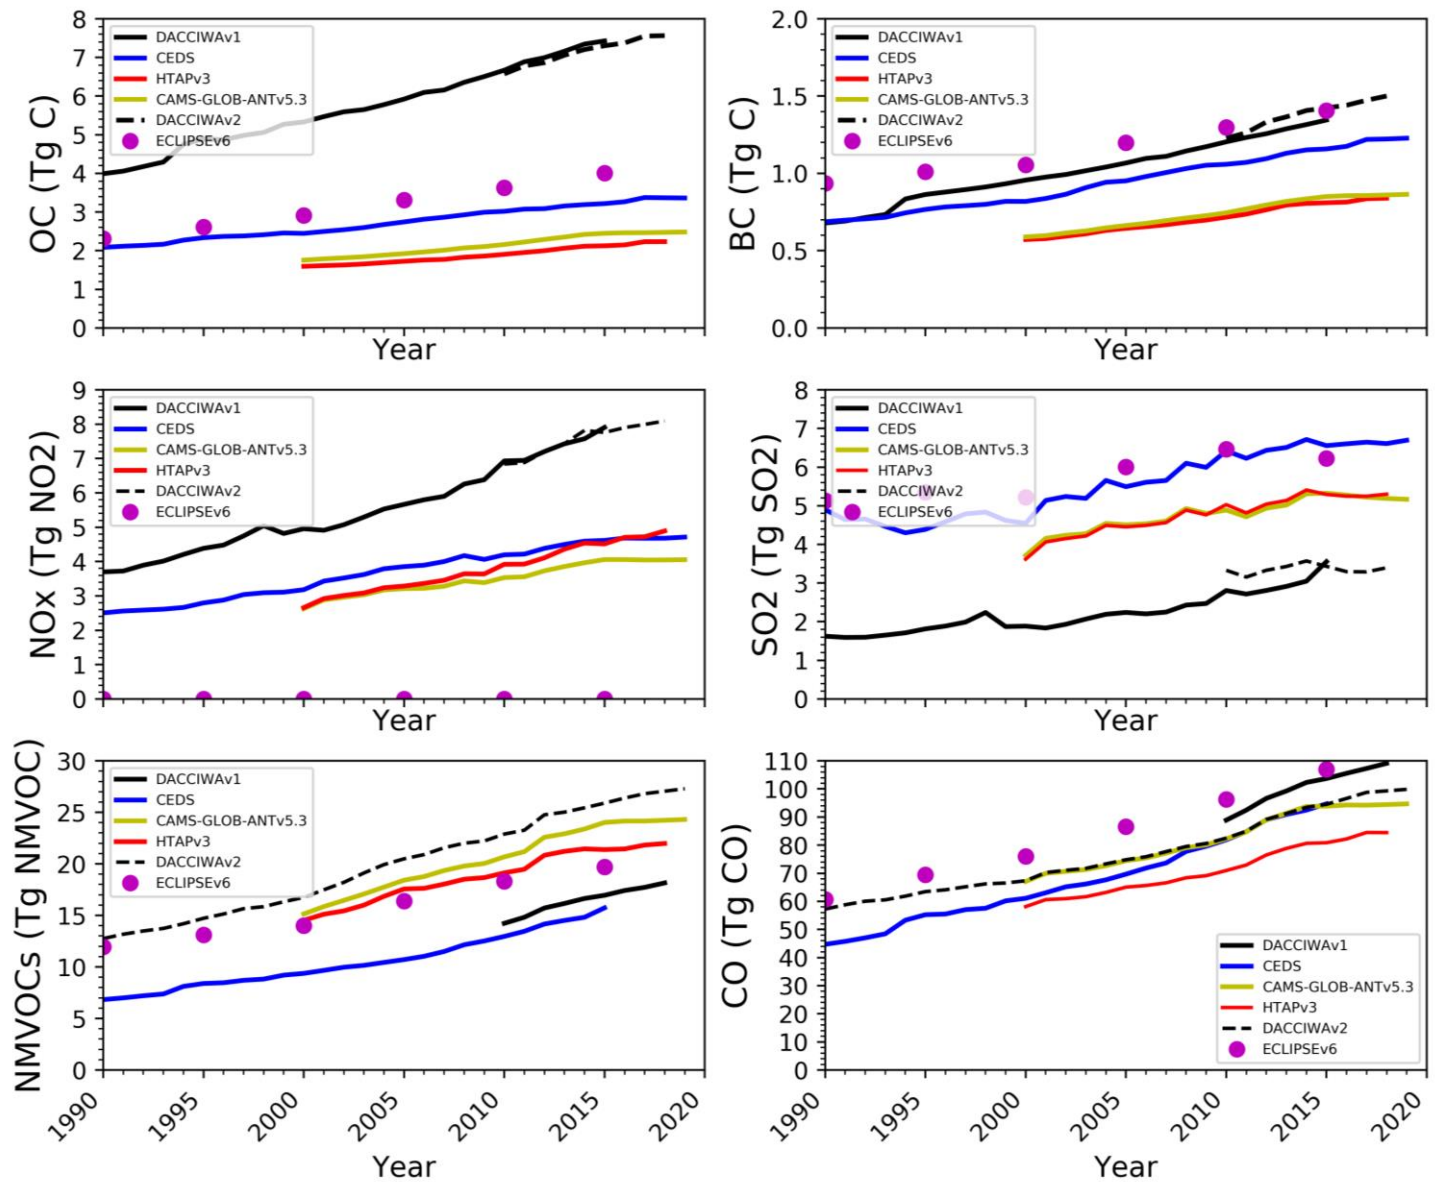 OC (Tg C)
8
7
6
5
4
3
2
1
0
DACCIWAv1
CEDS
HTAPv3
CAMS-GLOB-ANTv5.3
DACCIWAv2
ECLIPSEv6
Year
BC (Tg C)
2.0
1.5
1.0
0.5
0.0
DACCIWAv1
CEDS
HTAPv3
CAMS-GLOB-ANTv5.3
DACCIWAv2
ECLIPSEv6
Year
NOx (Tg NO2)
9
8
7
6
5
4
3
2
1
0
DACCIWAv1
CEDS
CAMS-GLOB-ANTv5.3
HTAPv3
DACCIWAv2
ECLIPSEv6
Year
SO2 (Tg SO2)
8
7
6
5
4
3
2
1
0
DACCIWAv1
CEDS
CAMS-GLOB-ANTv5.3
HTAPv3
DACCIWAv2
ECLIPSEv6
Year
NMVOCs (Tg NMVOC)
30
25
20
15
10
5
0
DACCIWAv1
CEDS
CAMS-GLOB-ANTv5.3
HTAPv3
DACCIWAv2
ECLIPSEv6
1990
1995
2000
2005
2010
2015
2020
Year
CO (Tg CO)
110
100
90
80
70
60
50
40
30
20
10
0
DACCIWAv1
CEDS
CAMS-GLOB-ANTv5.3
HTAPv3
DACCIWAv2
ECLIPSEv6
1990
1995
2000
2005
2010
2015
2020
Year